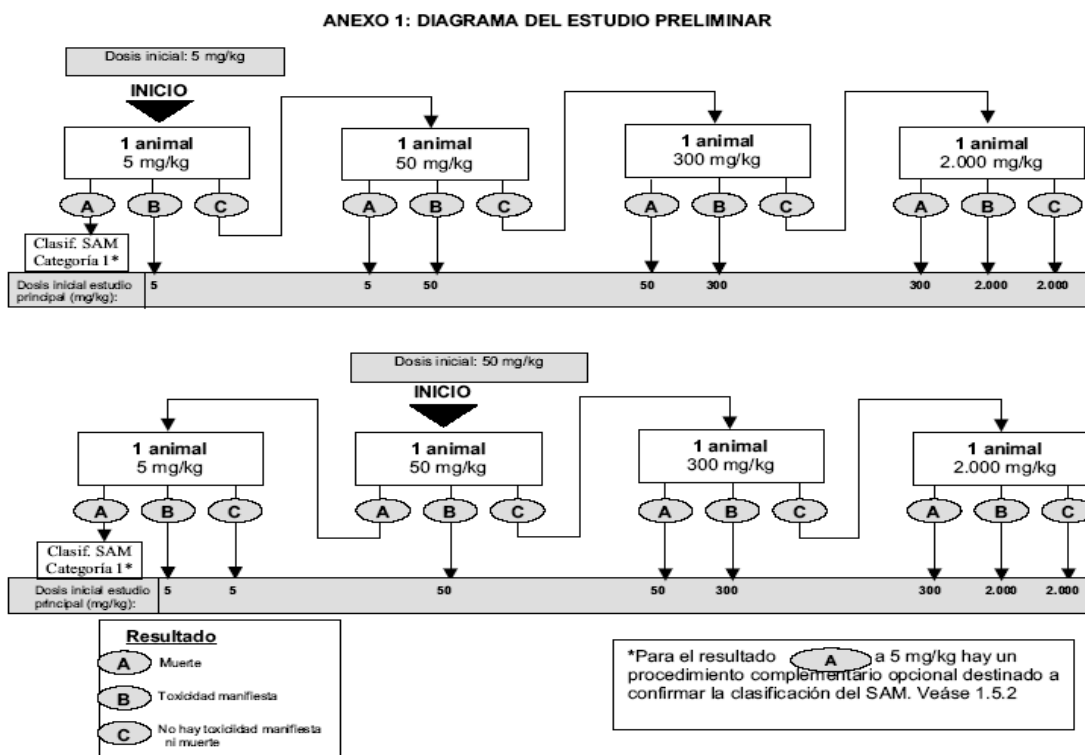 ANEXO 1: DIAGRAMA DEL ESTUDIO PRELIMINAR
Dosis inicial: 5 mg/kg
INICIO
1 animal
5 mg/kg
1 animal
50 mg/kg
1 animal
300 mg/kg
1 animal
2.000 mg/kg
A B C A B C A B C A B C
Clasif. SAM
Categoría 1*
Dosis inicial estudio
principal (mg/kg):
5 5 50 50 300 300 2.000 2.000
Dosis inicial: 50 mg/kg
INICIO
1 animal
5 mg/kg
1 animal
50 mg/kg
1 animal
300 mg/kg
1 animal
2.000 mg/kg
A B C A B C A B C A B C
Clasif. SAM
Categoría 1*
Dosis inicial estudio
principal (mg/kg):
5 5 50 50 300 300 2.000 2.000
Resultado
A Muerte
B Toxicidad manifiesta
C No hay toxiciidad manifiesta
ni muerte
*Para el resultado A a 5 mg/kg hay un
procedimiento complementario opcional destinado a
confirmar la clasificación del SAM. Veáse 1.5.2